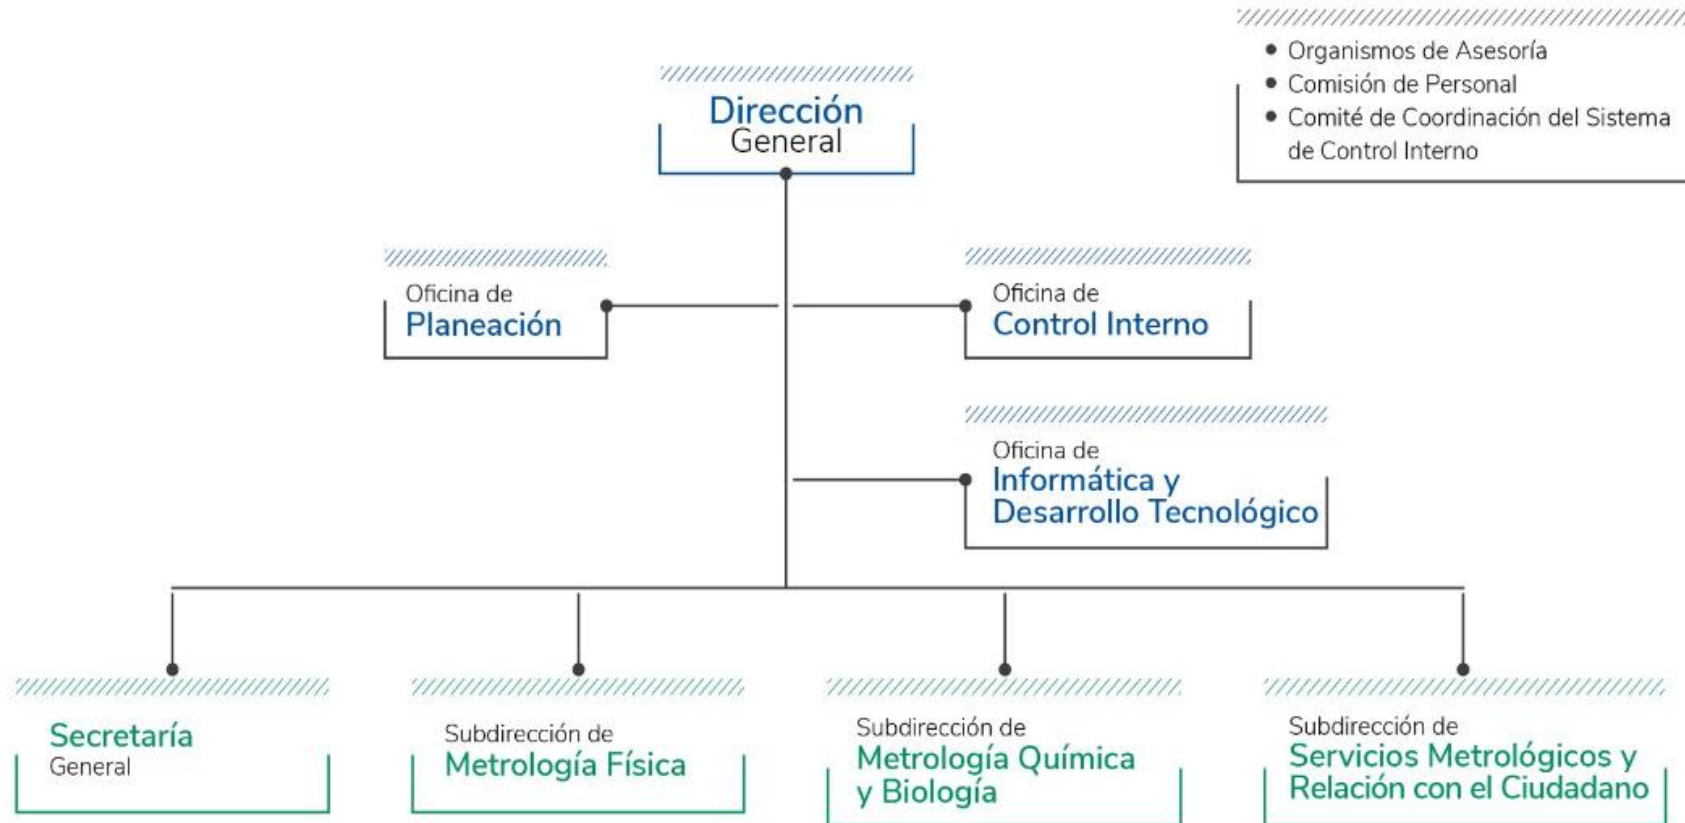 Organismos de Asesoría
Comisión de Personal
Comité de Coordinación del Sistema
de Control Interno
Dirección
General
Oficina de
Planeación
Oficina de
Control Interno
Oficina de
Informática y
Desarrollo Tecnológico
Secretaría
General
Subdirección de
Metrología Física
Subdirección de
Metrología Química
y Biología
Subdirección de
Servicios Metrológicos y
Relación con el Ciudadano